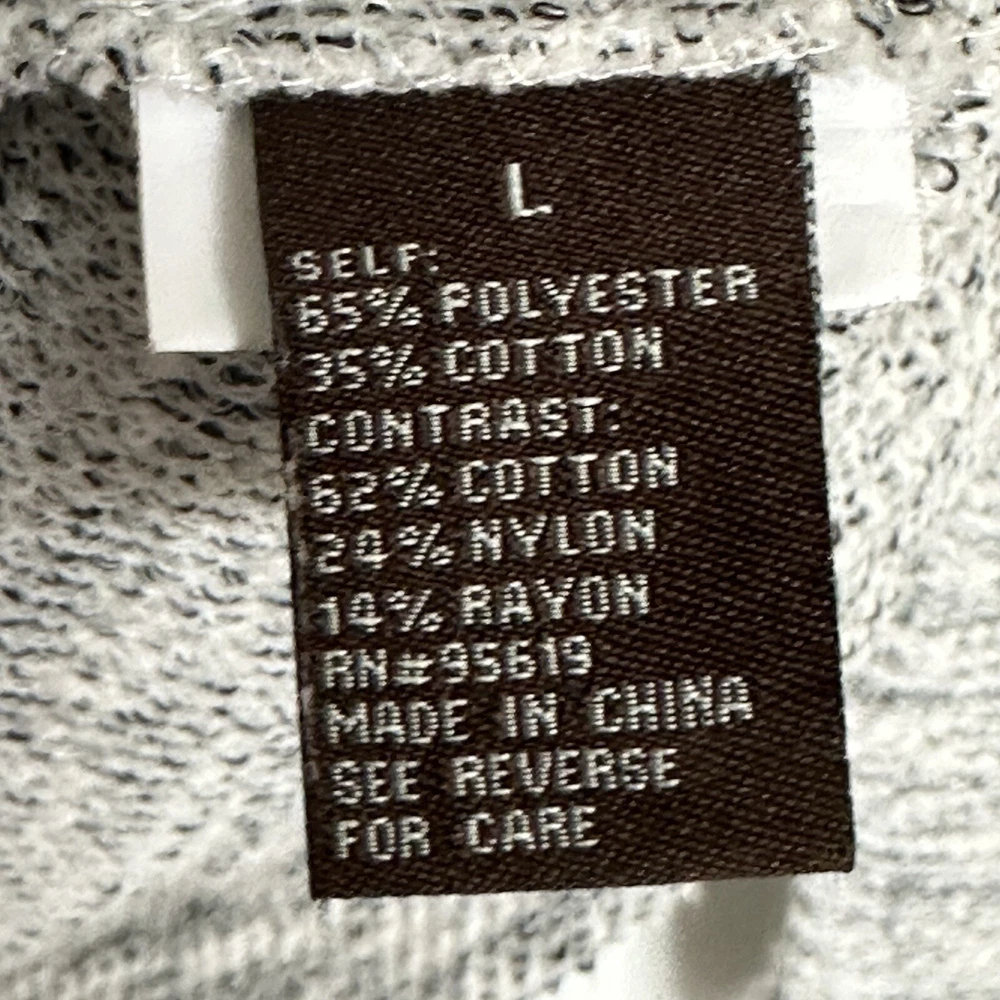 L
SELF:
65% POLYESTER
35% COTTON
CONTRAST:
62% COTTON
24% NYLON
14% RAYON
RN#95619
MADE IN CHINA
SEE REVERSE
FOR CARE